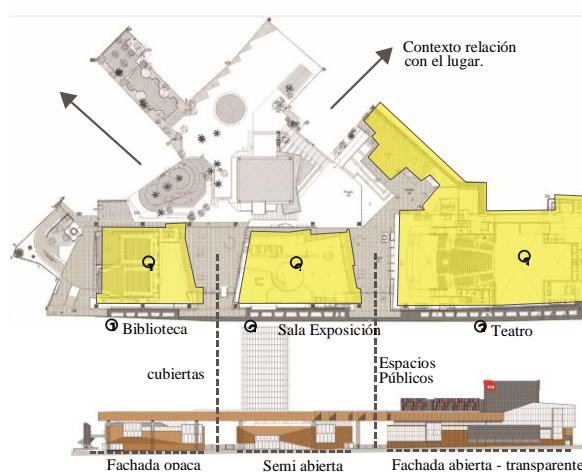 Contexto relación
con el lugar.
Biblioteca
Sala Exposición
Teatro
cubiertas
Espacios
Públicos
Fachada opaca
Semi abierta
Fachada abierta - transparente